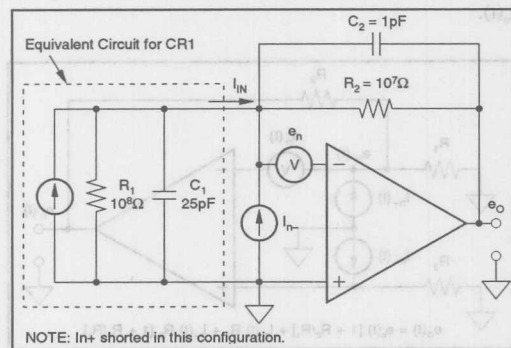 C₂ = 1pF
Equivalent Circuit for CR1
I_IN
R₂ = 10⁷Ω
e_n
V
R₁
10⁸Ω
C₁
25pF
I_n-
−
+
e_O
NOTE: In+ shorted in this configuration.